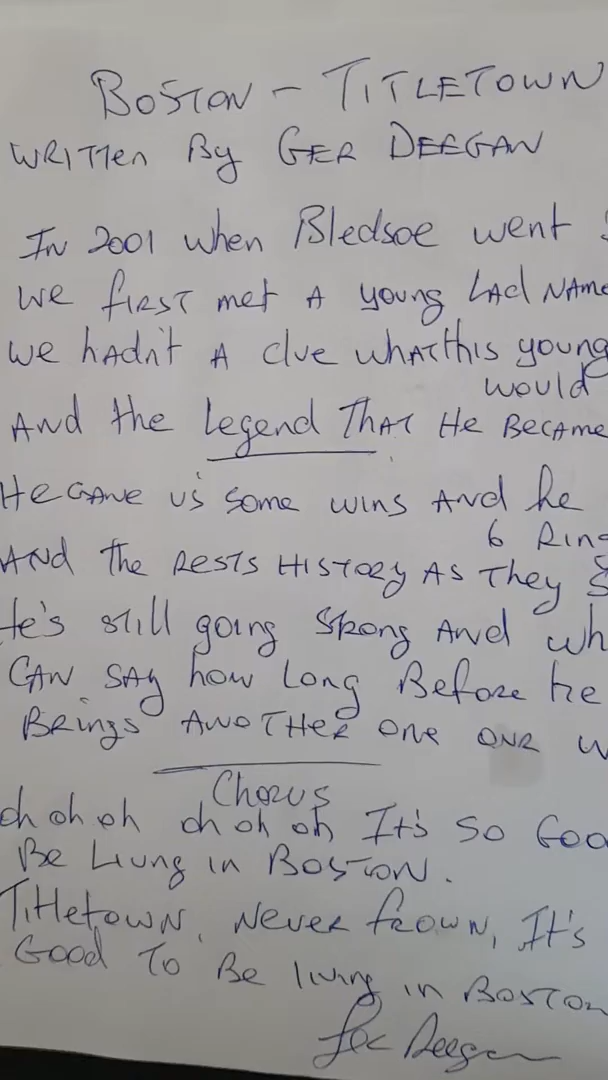 BOSTON - TITLETOWN
WRITTEN By GER DEEGAN
IN 2001 when Bledsoe went
we first met A young LAd NAME
we hadn't A clue what this young
would
AND the legend THAT He BECAME
HE GAVE us some wins AND he
6 RING
AND the RESTS HISTORY AS They S
He's still going SRONG AND wh
CAN SAY how LONG Before he
BRINGS ANOTHER ONE OUR W
Chorus
oh oh oh oh oh oh It's So Goo
Be Living in BOSTON.
Titletown, Never frown, It's
Good To Be living in BOSTON
Deegan